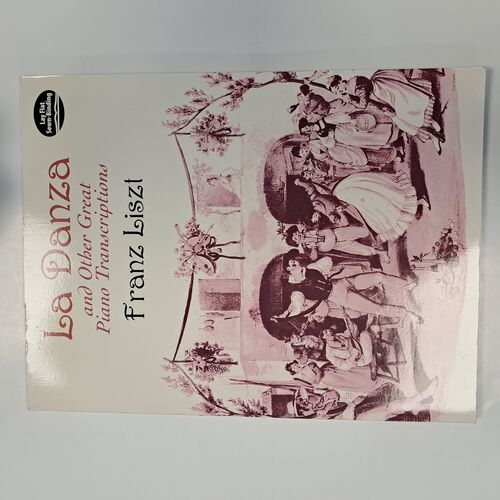 Lay Flat
Sewn Binding
La Danza
and Other Great
Piano Transcriptions
Franz Liszt